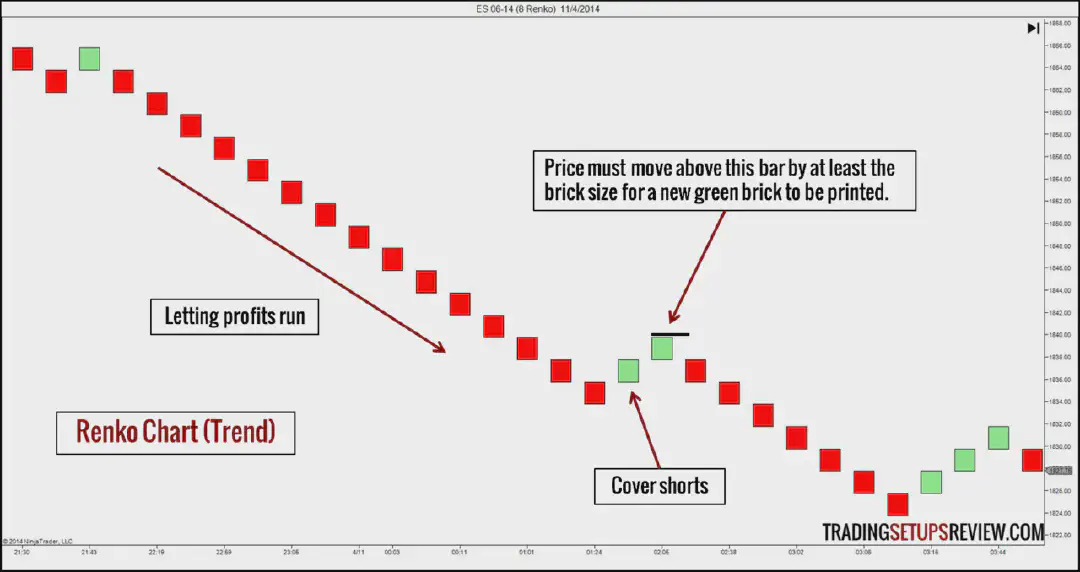 ES 06-14 (8 Renko) 11/4/2014
1868.00
1866.00
1864.00
1862.00
1860.00
1858.00
1856.00
1854.00
1852.00
1850.00
1848.00
1846.00
1844.00
1842.00
1840.00
1838.00
1836.00
1834.00
1832.00
1830.00
1826.00
1824.00
1822.00
Price must move above this bar by at least the
brick size for a new green brick to be printed.
Letting profits run
Renko Chart (Trend)
Cover shorts
TRADINGSETUPSREVIEW.COM
© 2014 NinjaTrader, LLC
21:30 21:43 22:19 22:59 23:06 4/11 00:03 00:11 01:01 01:24 02:06 02:38 03:02 03:06 03:16 03:44